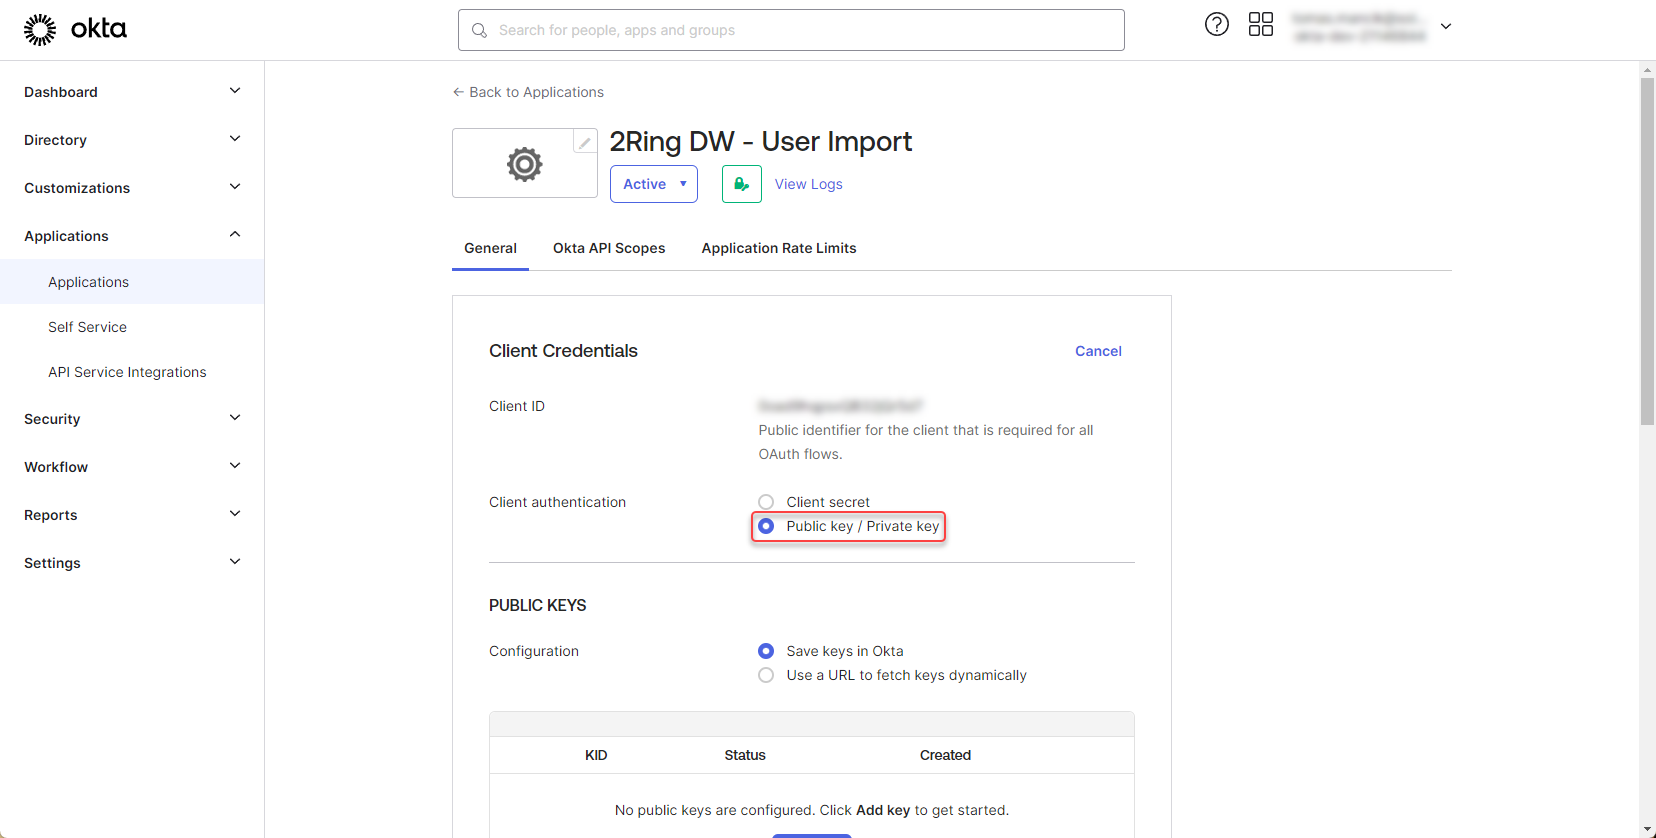 okta
Search for people, apps and groups
Dashboard
Directory
Customizations
Applications
Applications
Self Service
API Service Integrations
Security
Workflow
Reports
Settings
← Back to Applications
2Ring DW - User Import
Active
View Logs
General
Okta API Scopes
Application Rate Limits
Client Credentials
Cancel
Client ID
Public identifier for the client that is required for all
OAuth flows.
Client authentication
Client secret
Public key / Private key
PUBLIC KEYS
Configuration
Save keys in Okta
Use a URL to fetch keys dynamically
KID Status Created
No public keys are configured. Click Add key to get started.